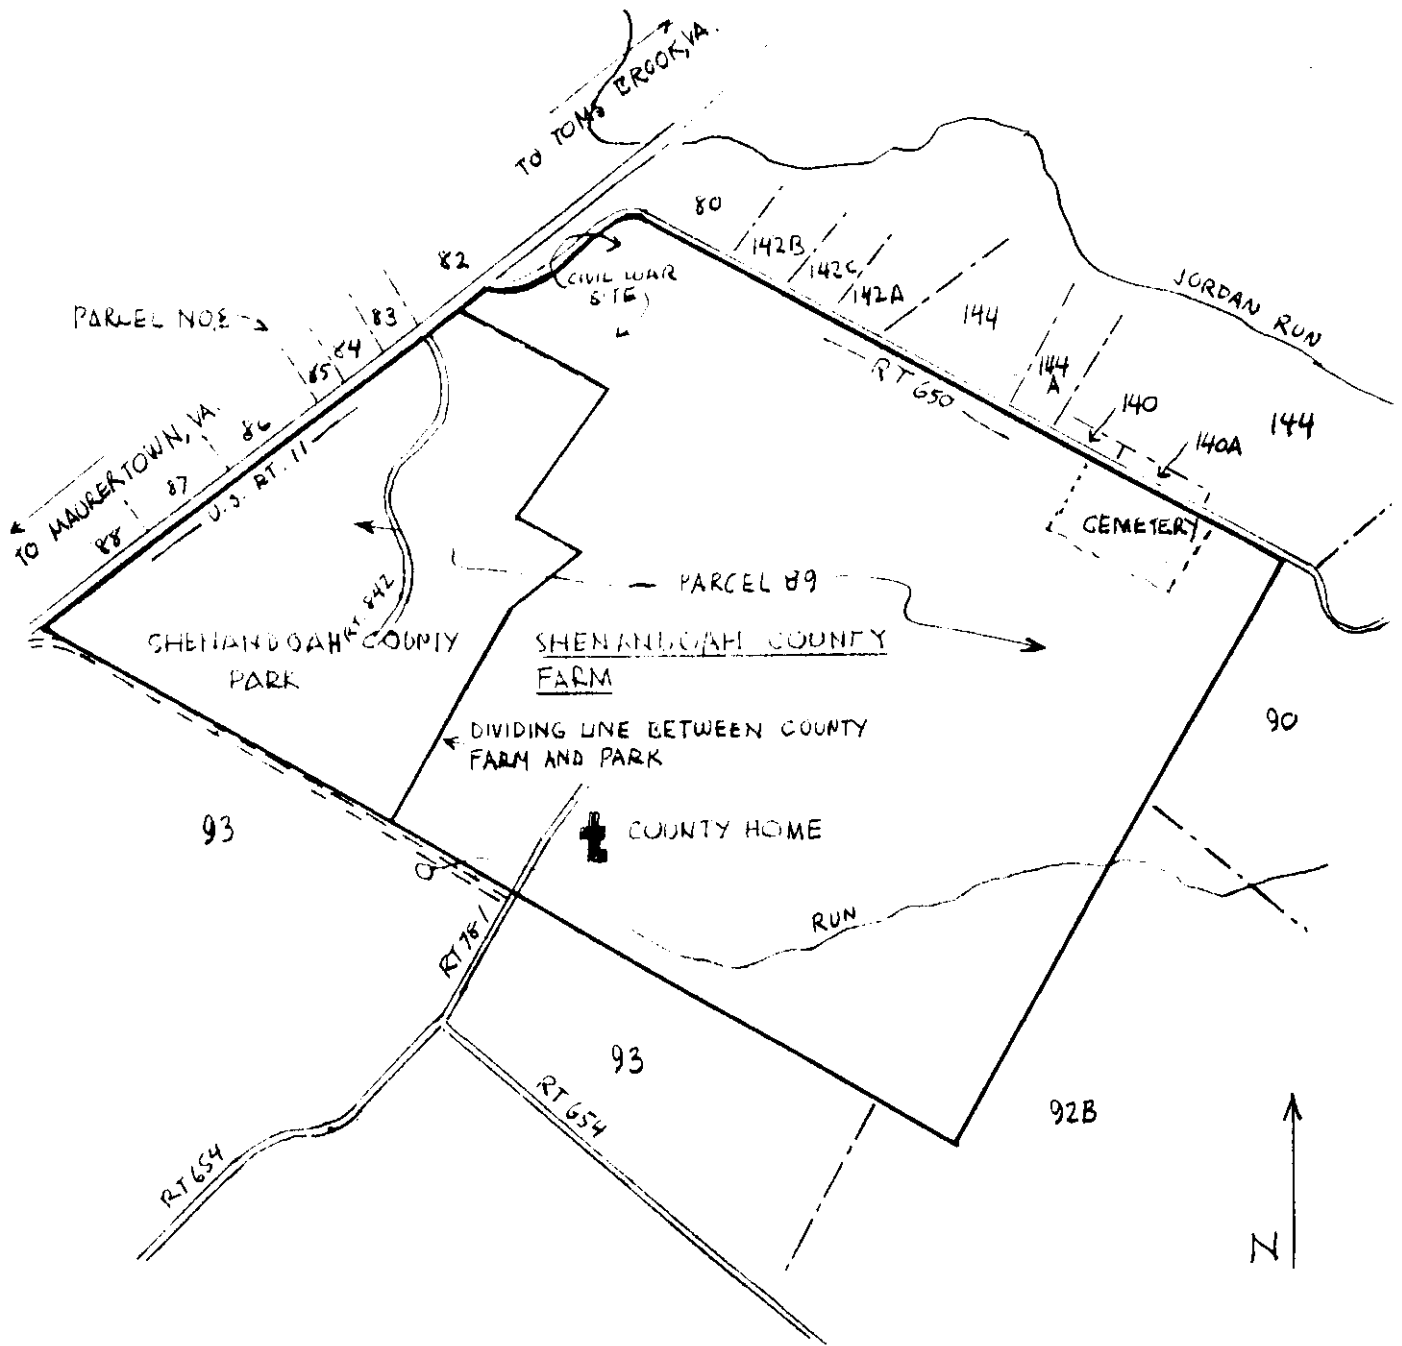 TO TOMS BROOK, VA.
80
82
142B
142C
142A
CIVIL WAR
SITE
JORDAN RUN
PARCEL NOS
83
84
85
86
87
88
144
144
A
RT 650
140
144
140A
TO MAURERTOWN, VA.
U.S. RT. 11
CEMETERY
PARCEL 89
RT. 842
SHENANDOAH COUNTY
PARK
SHENANDOAH COUNTY
FARM
90
DIVIDING LINE BETWEEN COUNTY
FARM AND PARK
93
COUNTY HOME
RUN
RT 781
93
RT 654
92B
RT 654
N